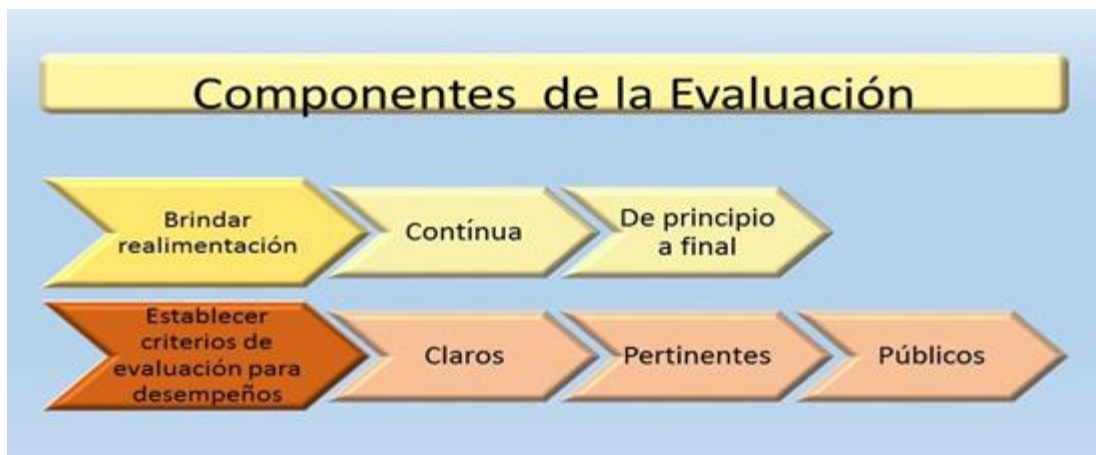 Componentes de la Evaluación
Brindar
realimentación
Contínua
De principio
a final
Establecer
criterios de
evaluación para
desempeños
Claros
Pertinentes
Públicos